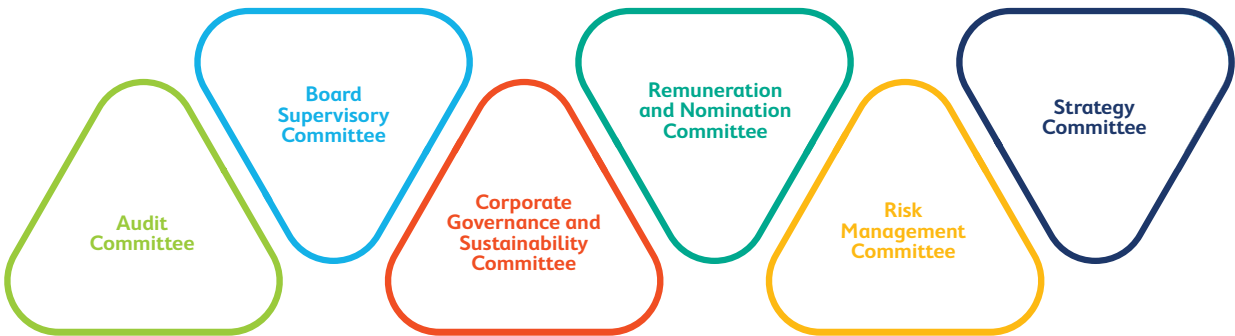 Audit
Committee
Board
Supervisory
Committee
Corporate
Governance and
Sustainability
Committee
Remuneration
and Nomination
Committee
Risk
Management
Committee
Strategy
Committee